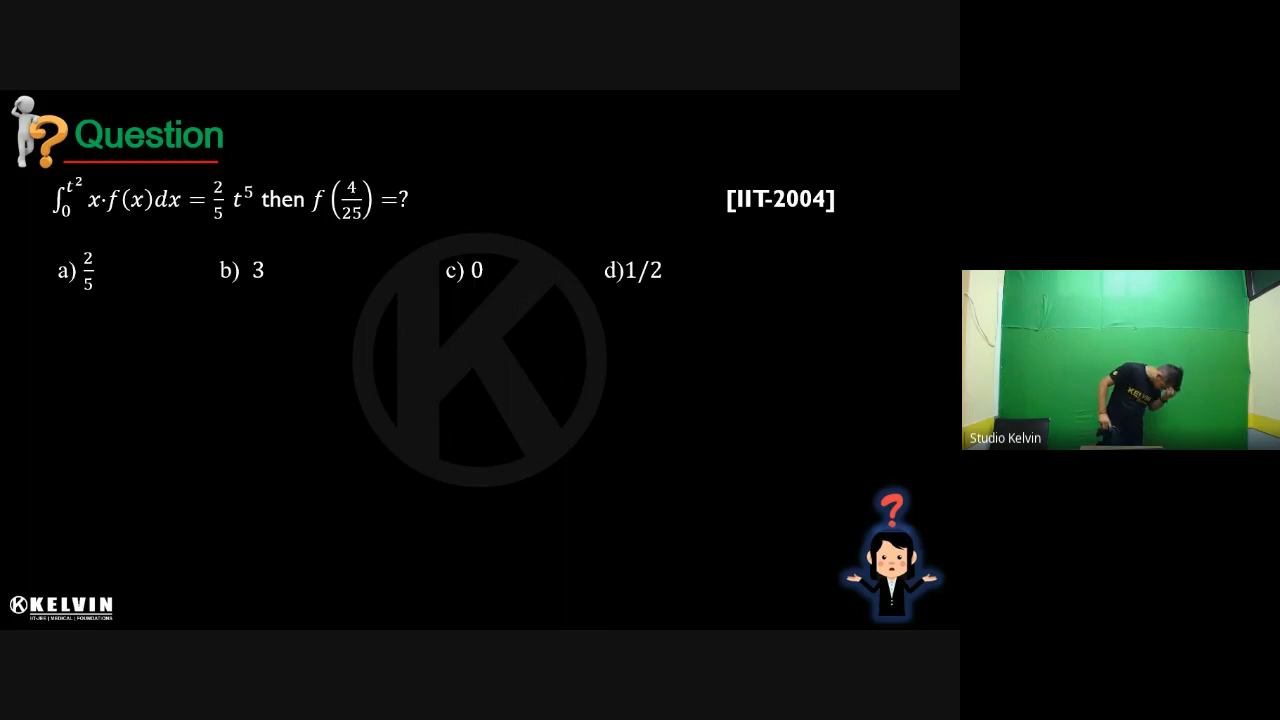 Question
∫₀^{t²} x·f(x)dx = 2/5 t⁵ then f(4/25) =? [IIT-2004]
a) 2/5 b) 3 c) 0 d)1/2
KELVIN
Studio Kelvin
?
KELVIN
IIT-JEE | MEDICAL | FOUNDATIONS